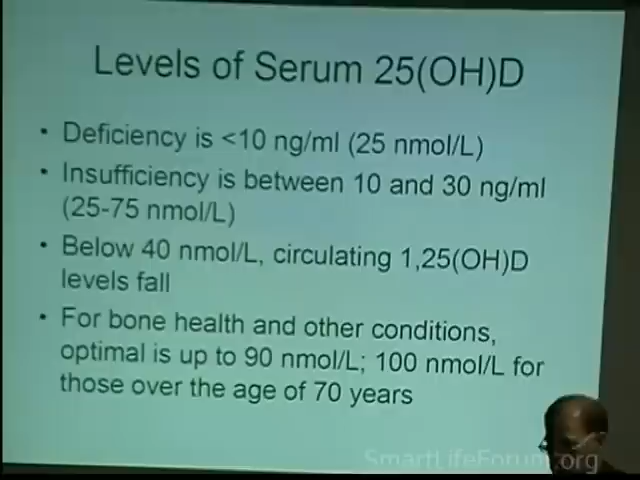 Levels of Serum 25(OH)D
• Deficiency is <10 ng/ml (25 nmol/L)
• Insufficiency is between 10 and 30 ng/ml
(25-75 nmol/L)
• Below 40 nmol/L, circulating 1,25(OH)D
levels fall
• For bone health and other conditions,
optimal is up to 90 nmol/L; 100 nmol/L for
those over the age of 70 years
SmartLifeForum.org